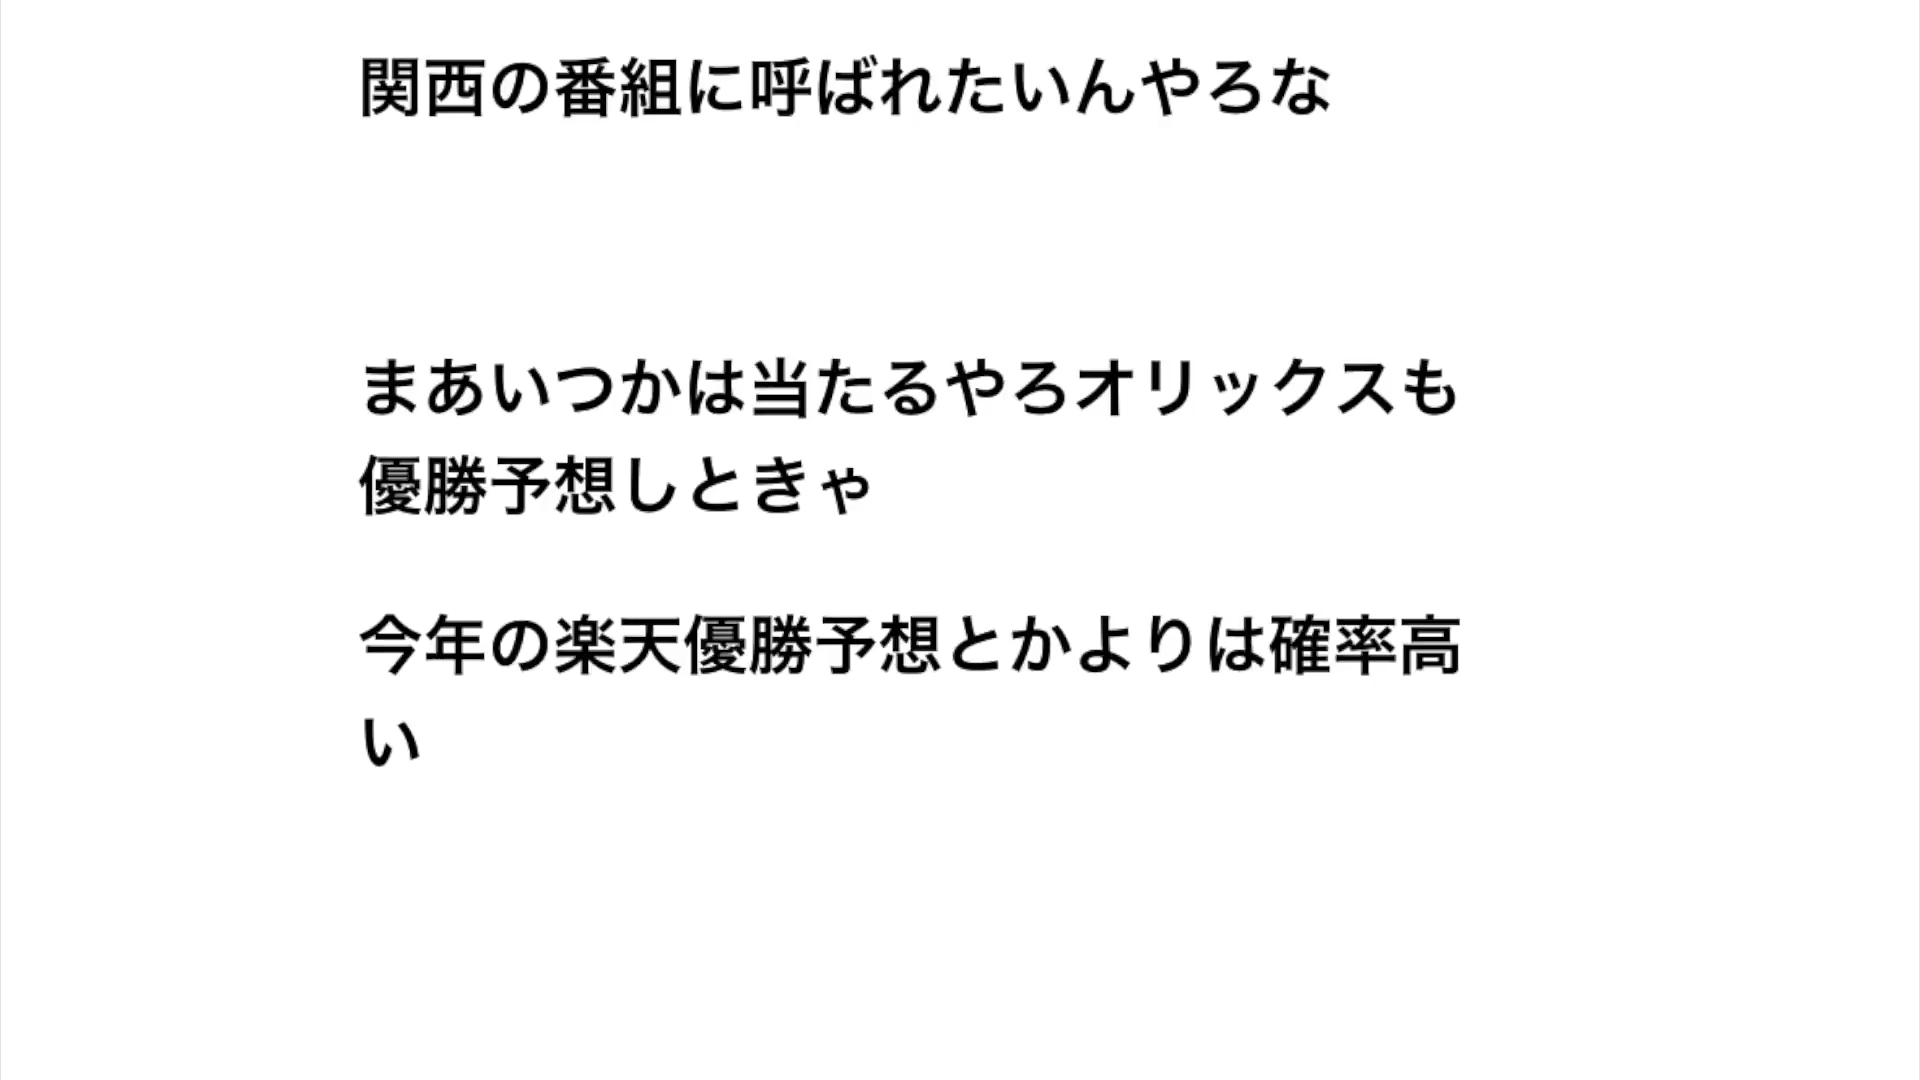 関西の番組に呼ばれたいんやろな
まあいつかは当たるやろオリックスも
優勝予想しときゃ
今年の楽天優勝予想とかよりは確率高
い